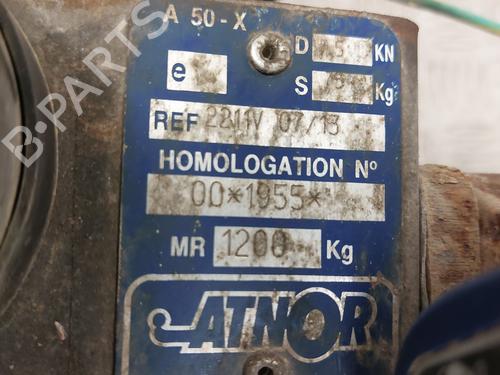 A 50-X
D KN
e
S Kg
REF 2211V 07/13
HOMOLOGATION Nº
00*1955*
MR 1200 Kg
ATNOR
B-PARTS